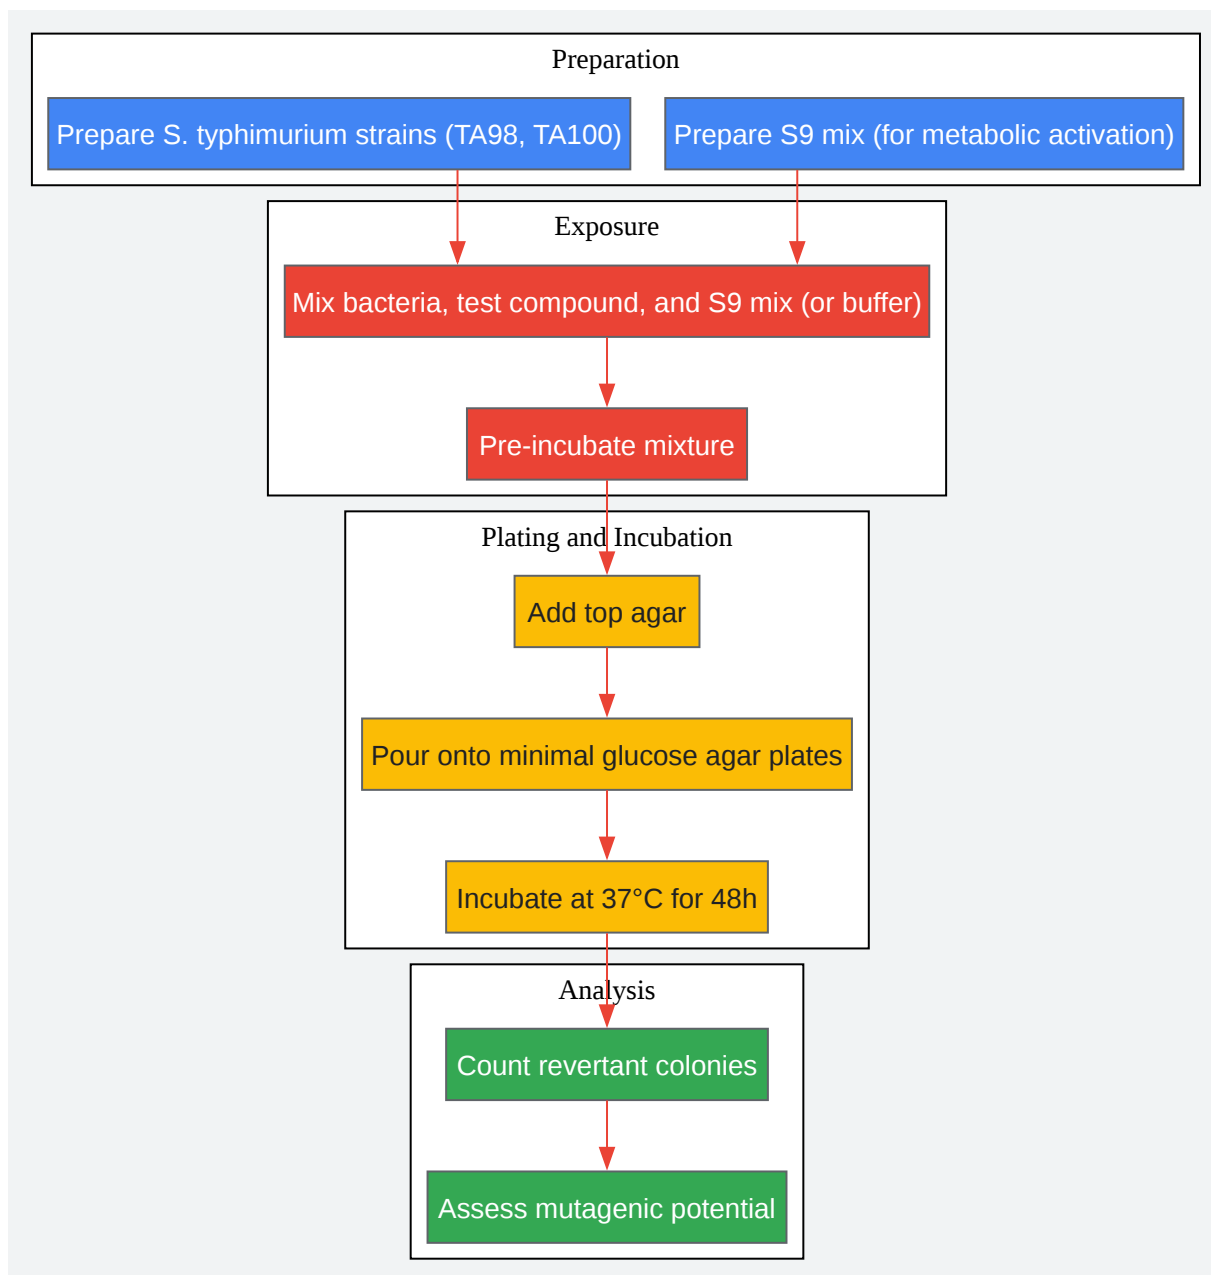 Preparation
Prepare S. typhimurium strains (TA98, TA100)
Prepare S9 mix (for metabolic activation)
Exposure
Mix bacteria, test compound, and S9 mix (or buffer)
Pre-incubate mixture
Plating and Incubation
Add top agar
Pour onto minimal glucose agar plates
Incubate at 37°C for 48h
Analysis
Count revertant colonies
Assess mutagenic potential